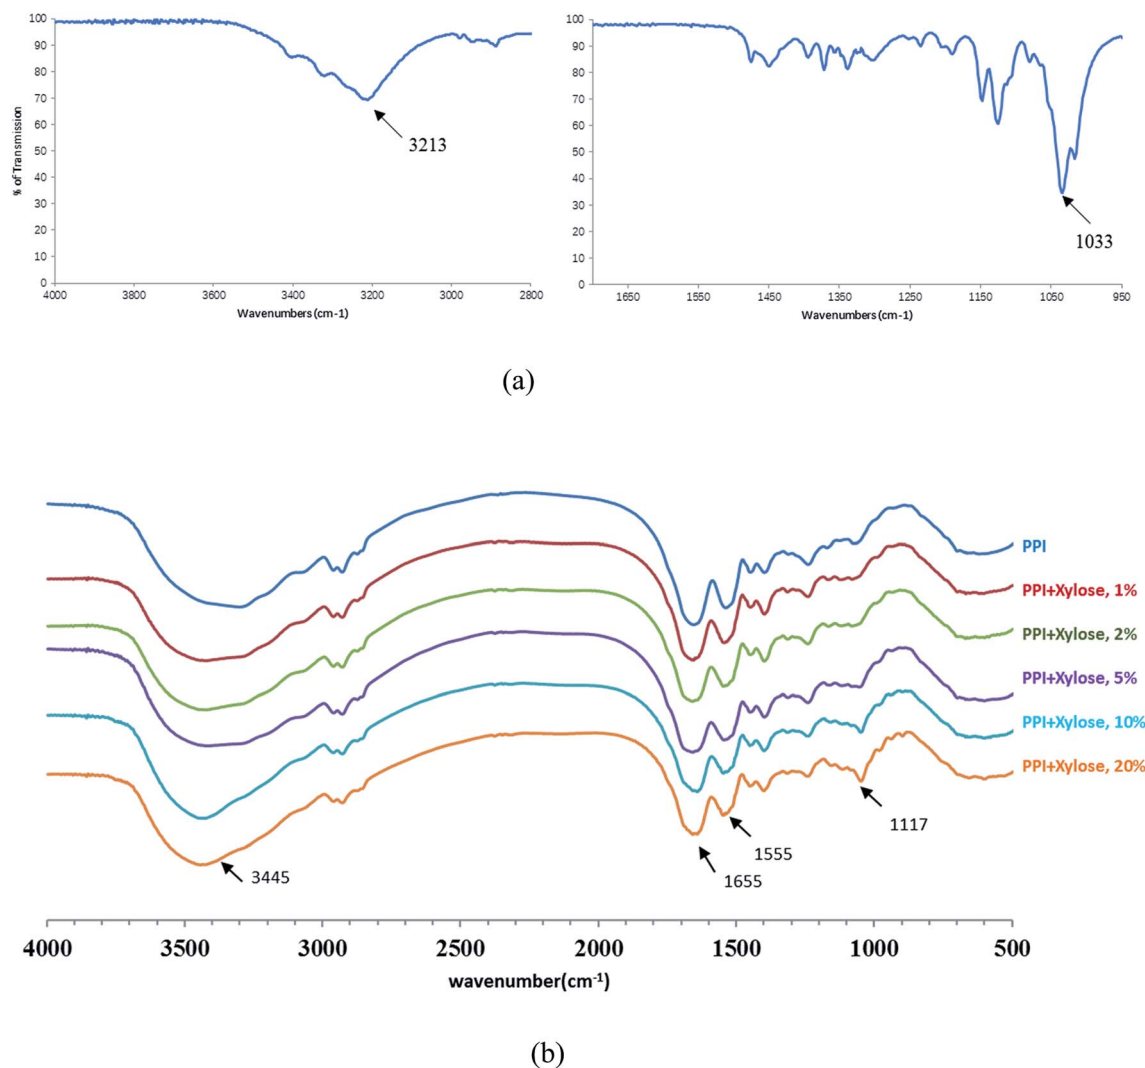 100
90
80
70
60
50
40
30
20
10
0
% of Transmission
3213
4000 3800 3600 3400 3200 3000 2800
Wavenumbers (cm-1)
100
90
80
70
60
50
40
30
20
10
0
1033
1650 1550 1450 1350 1250 1150 1050 950
Wavenumbers (cm-1)
(a)
PPI
PPI+Xylose, 1%
PPI+Xylose, 2%
PPI+Xylose, 5%
PPI+Xylose, 10%
PPI+Xylose, 20%
1117
1555
3445
1655
4000 3500 3000 2500 2000 1500 1000 500
wavenumber(cm⁻¹)
(b)